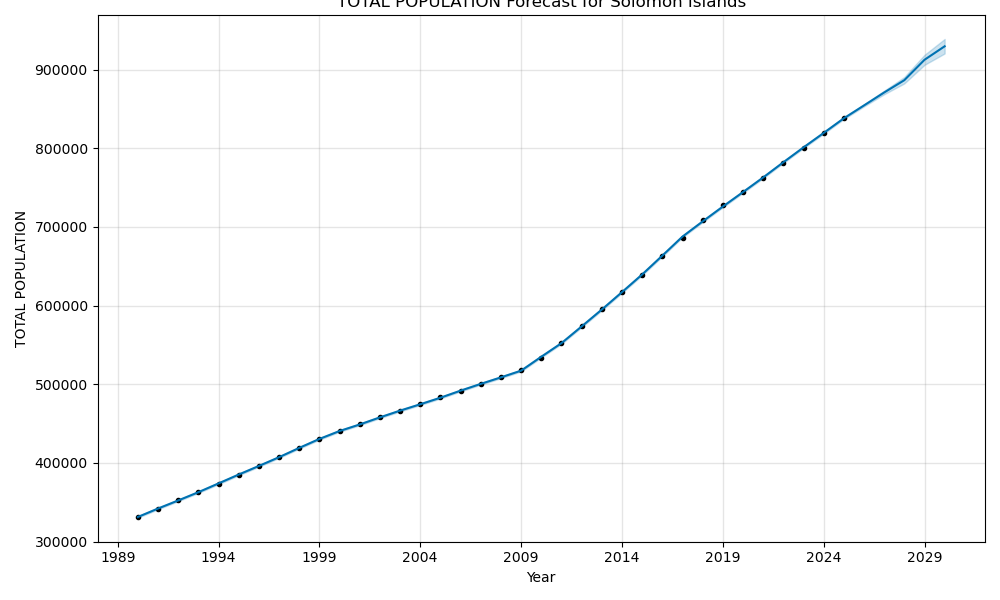 TOTAL POPULATION Forecast for Solomon Islands
900000
800000
700000
600000
500000
400000
300000
TOTAL POPULATION
1989 1994 1999 2004 2009 2014 2019 2024 2029
Year